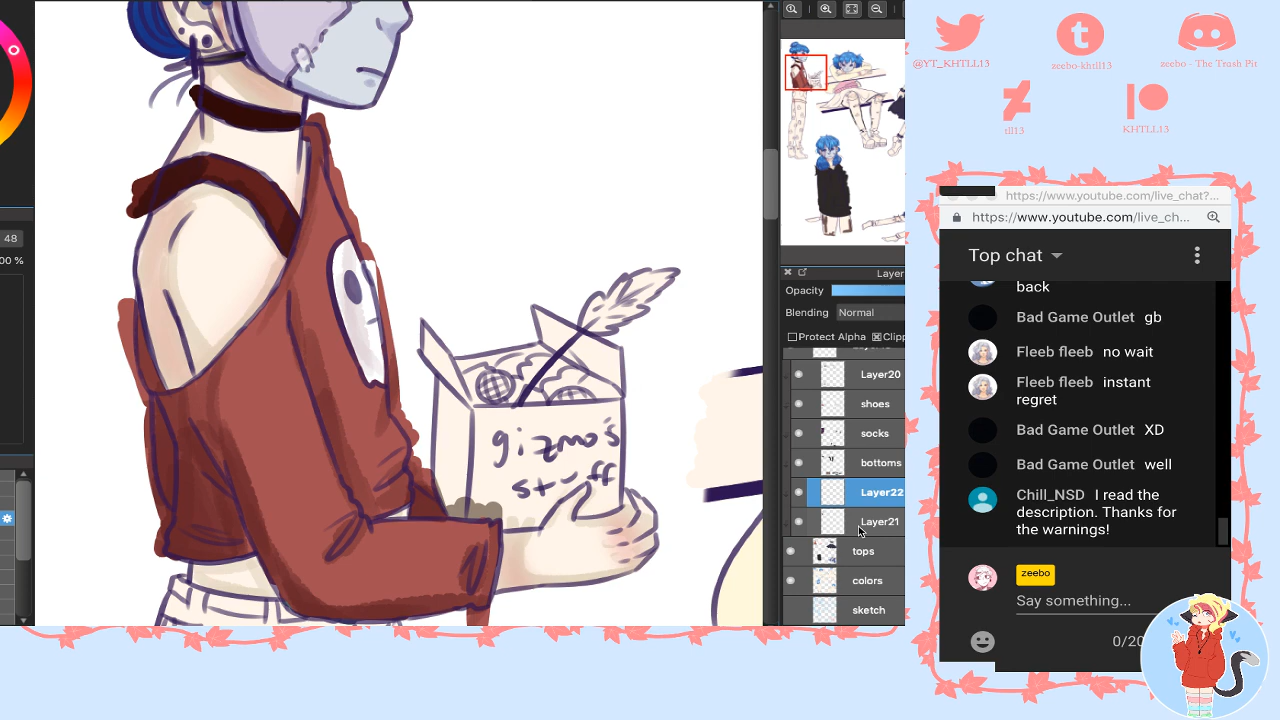 48
00 %
gizmo's
stuff
Layer
Opacity
Blending Normal
Protect Alpha Clipp
Layer20
shoes
socks
bottoms
Layer22
Layer21
tops
colors
sketch
@YT_KHTLL13
zeebo-khtll13
zeebo - The Trash Pit
tll13
KHTLL13
https://www.youtube.com/live_chat?...
https://www.youtube.com/live_ch...
Top chat
back
Bad Game Outlet gb
Fleeb fleeb no wait
Fleeb fleeb instant
regret
Bad Game Outlet XD
Bad Game Outlet well
Chill_NSD I read the
description. Thanks for
the warnings!
zeebo
Say something...
0/20